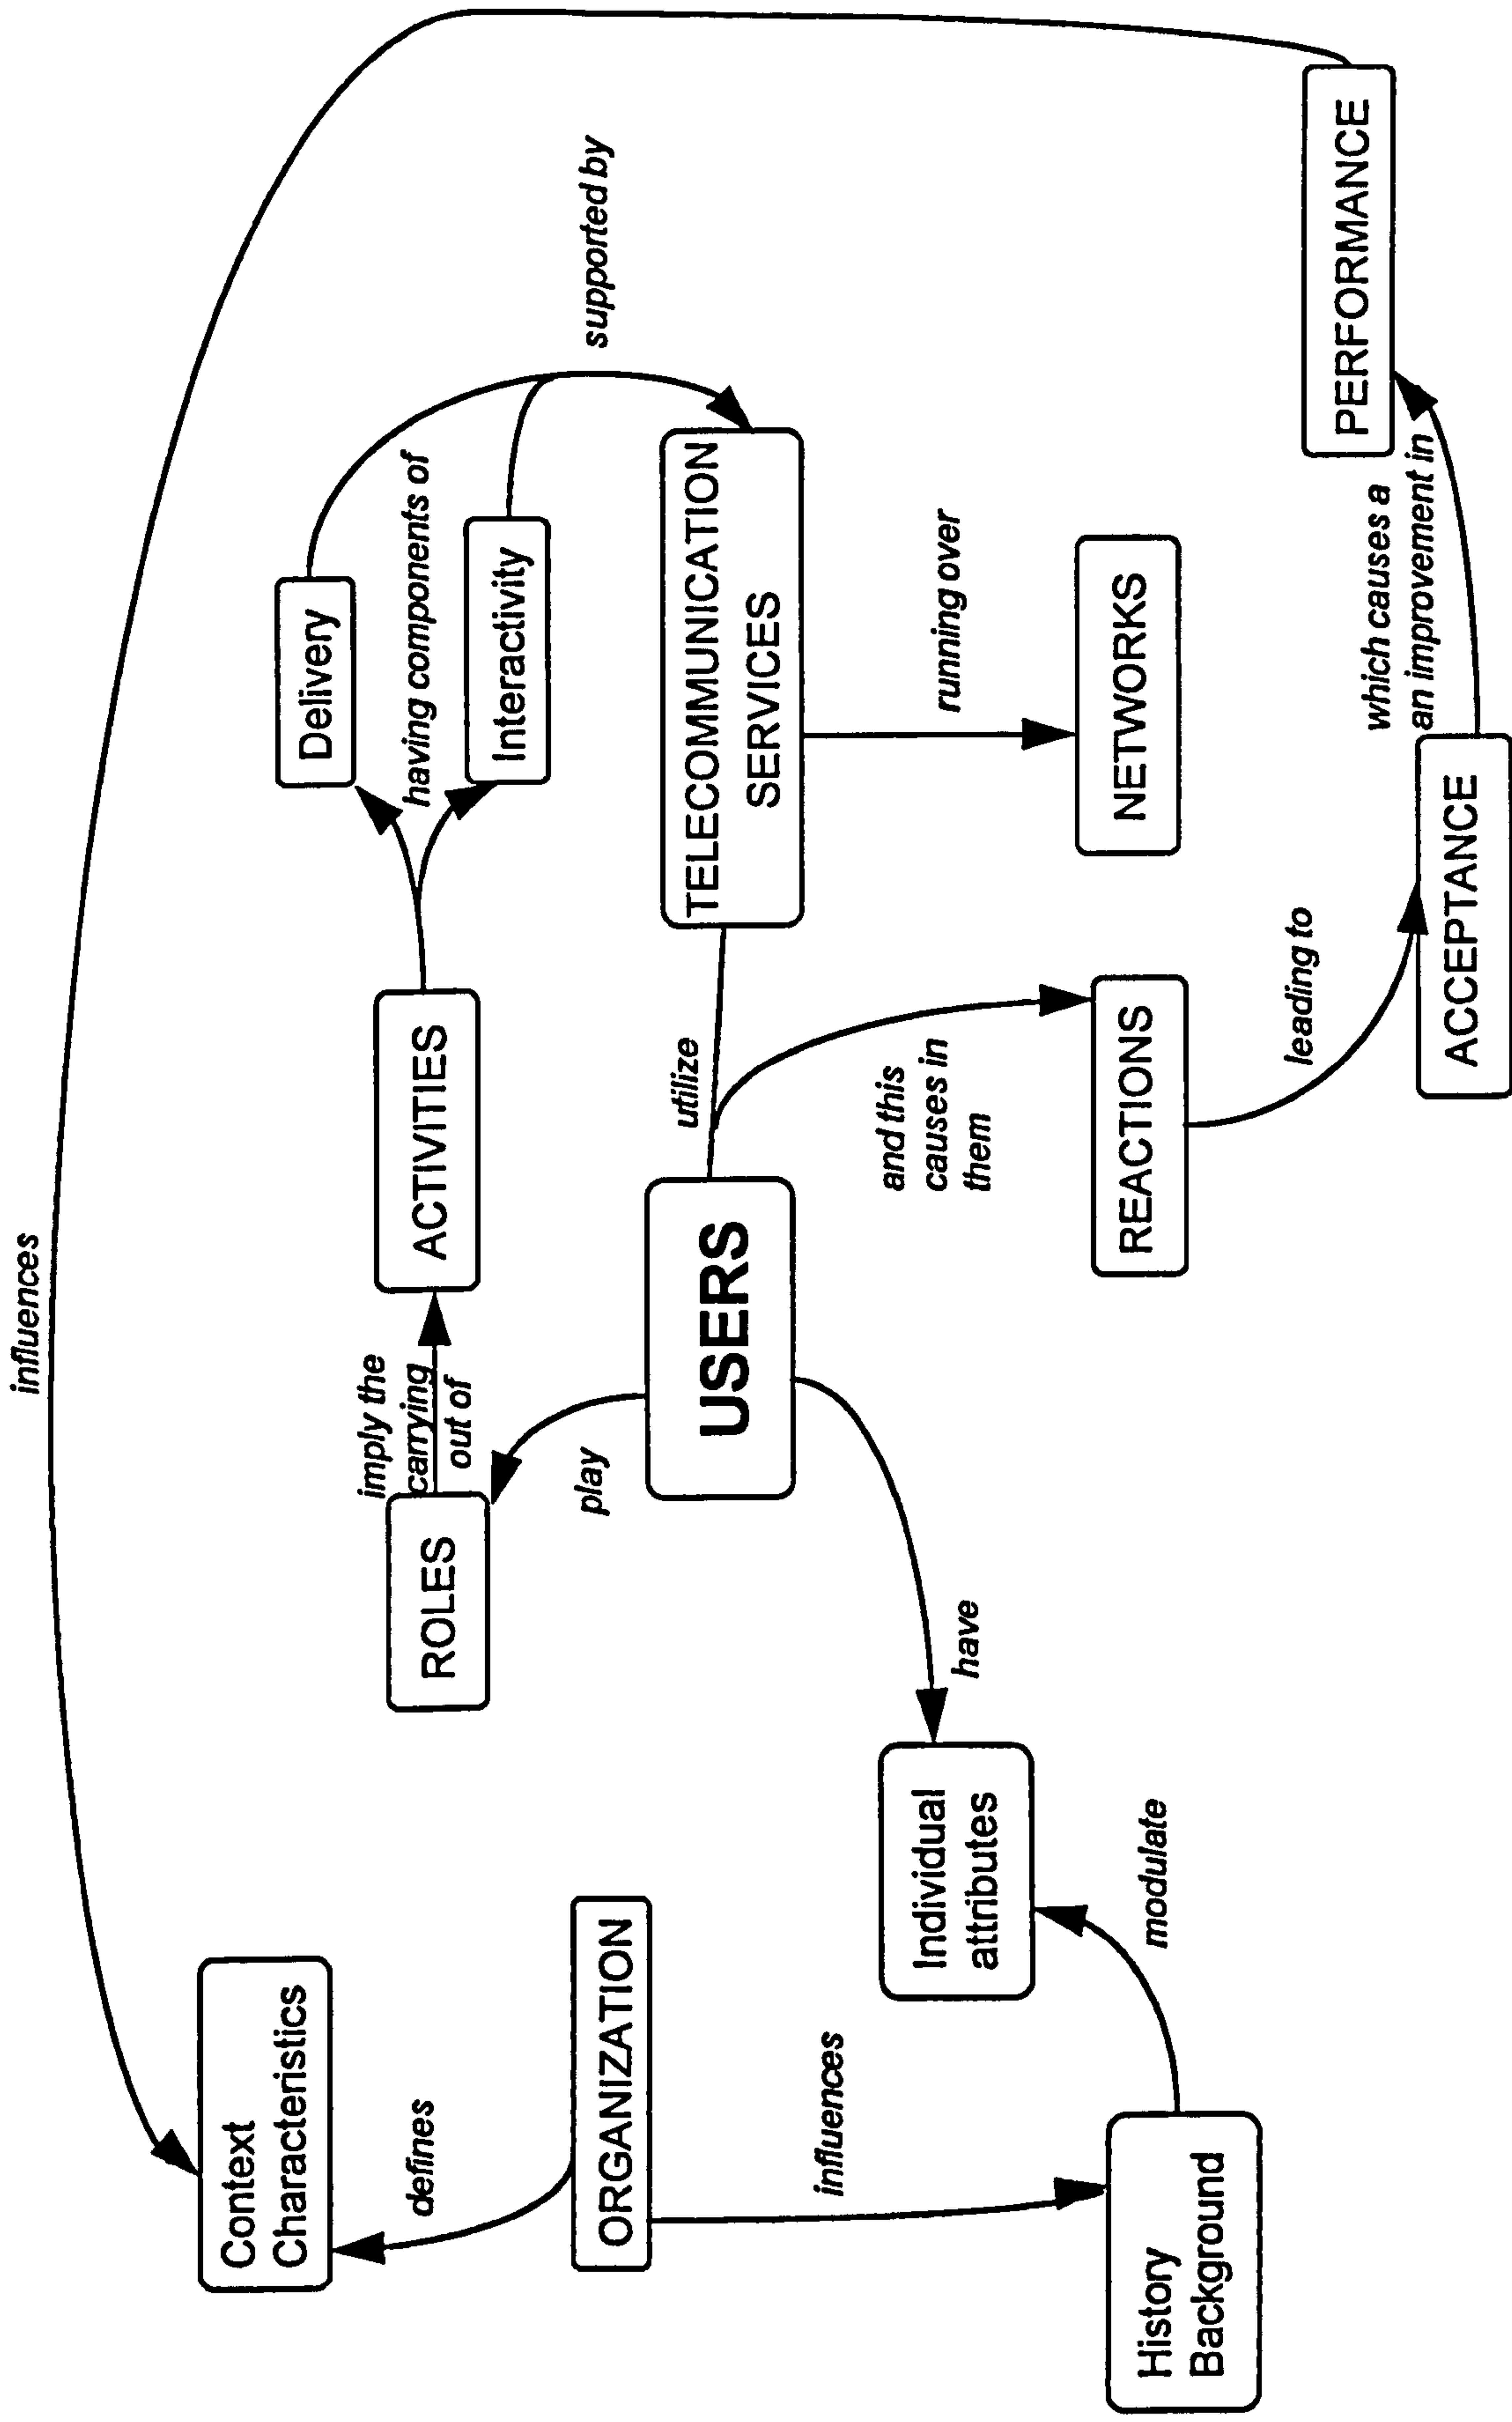 influences
Context
Characteristics
defines
ORGANIZATION
influences
History
Background
modulate
Individual
attributes
have
ROLES
imply the
carrying
out of
ACTIVITIES
play
USERS
utilize
and this
causes in
them
REACTIONS
leading to
ACCEPTANCE
which causes a
an improvement in
PERFORMANCE
Delivery
having components of
Interactivity
supported by
TELECOMMUNICATION
SERVICES
running over
NETWORKS